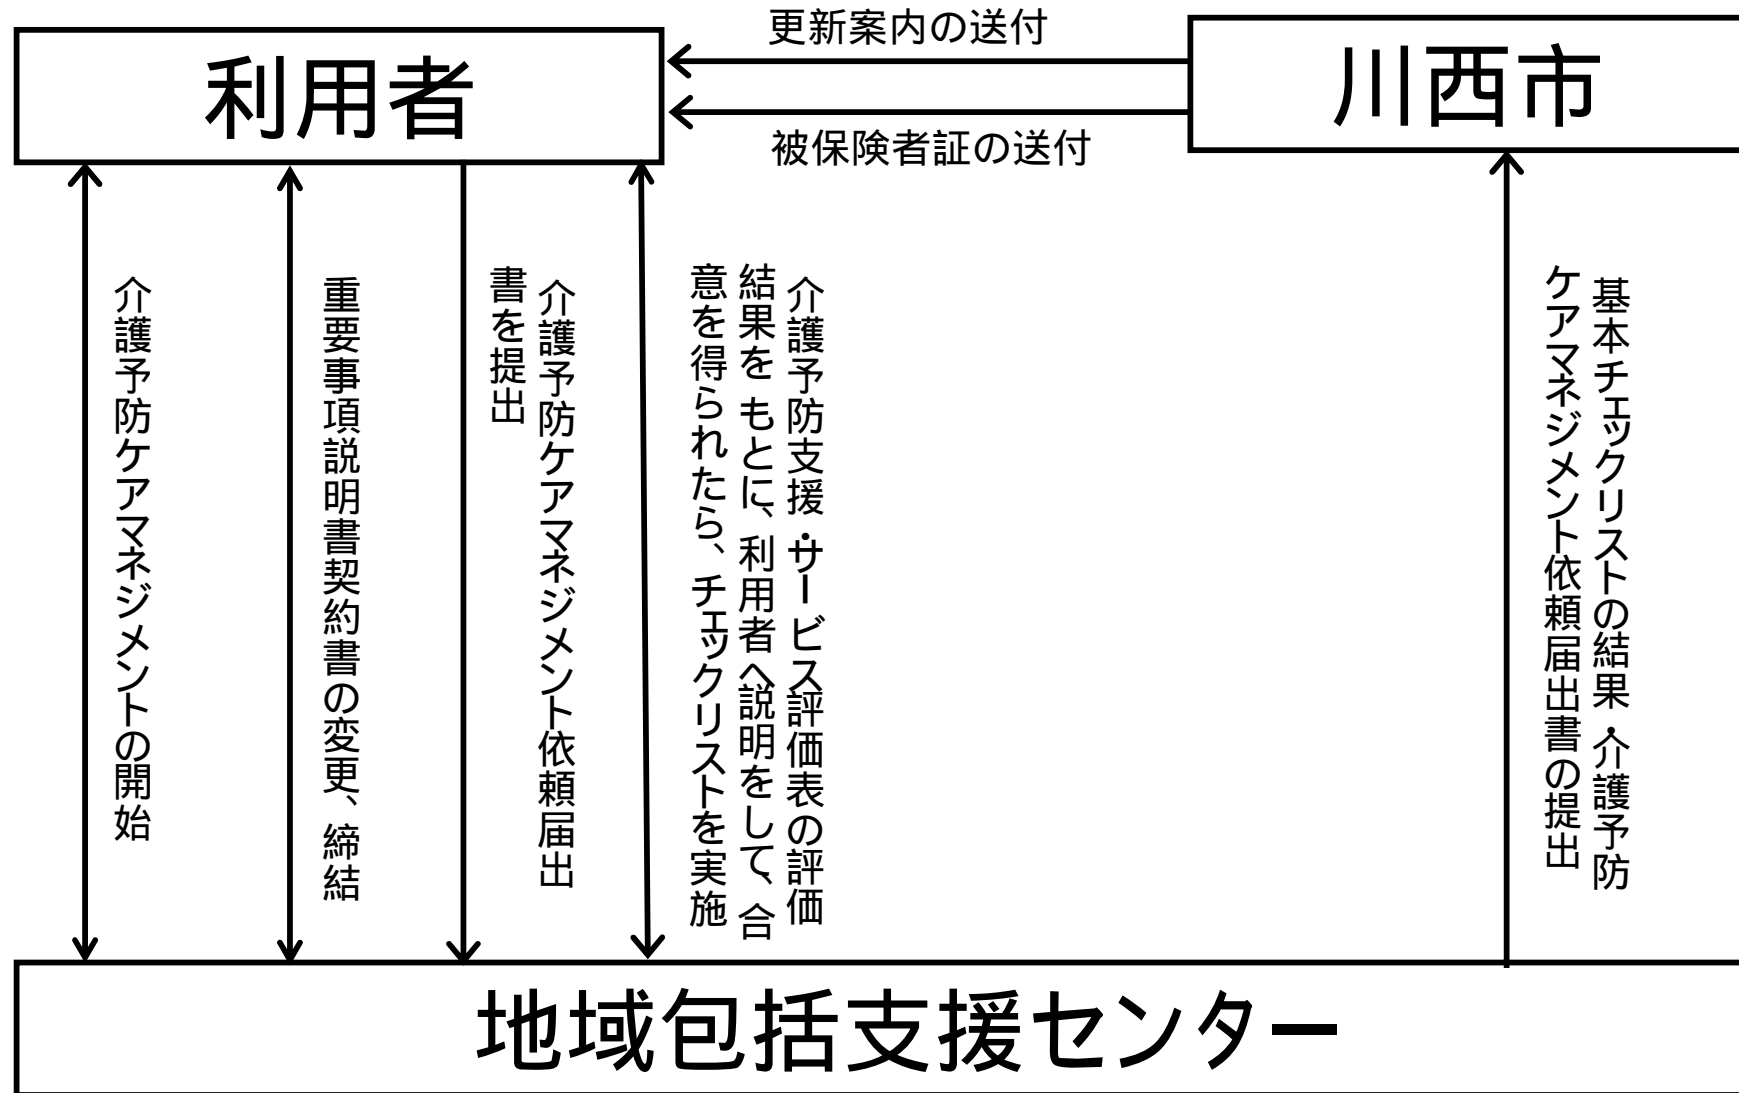 更新案内の送付
利用者
川西市
被保険者証の送付
介護予防ケアマネジメントの開始
重要事項説明書契約書の変更、締結
介護予防ケアマネジメント依頼届出
書を提出
介護予防支援・サービス評価表の評価
結果をもとに、利用者へ説明をして、合
意を得られたら、チェックリストを実施
基本チェックリストの結果・介護予防
ケアマネジメント依頼届出書の提出
地域包括支援センター